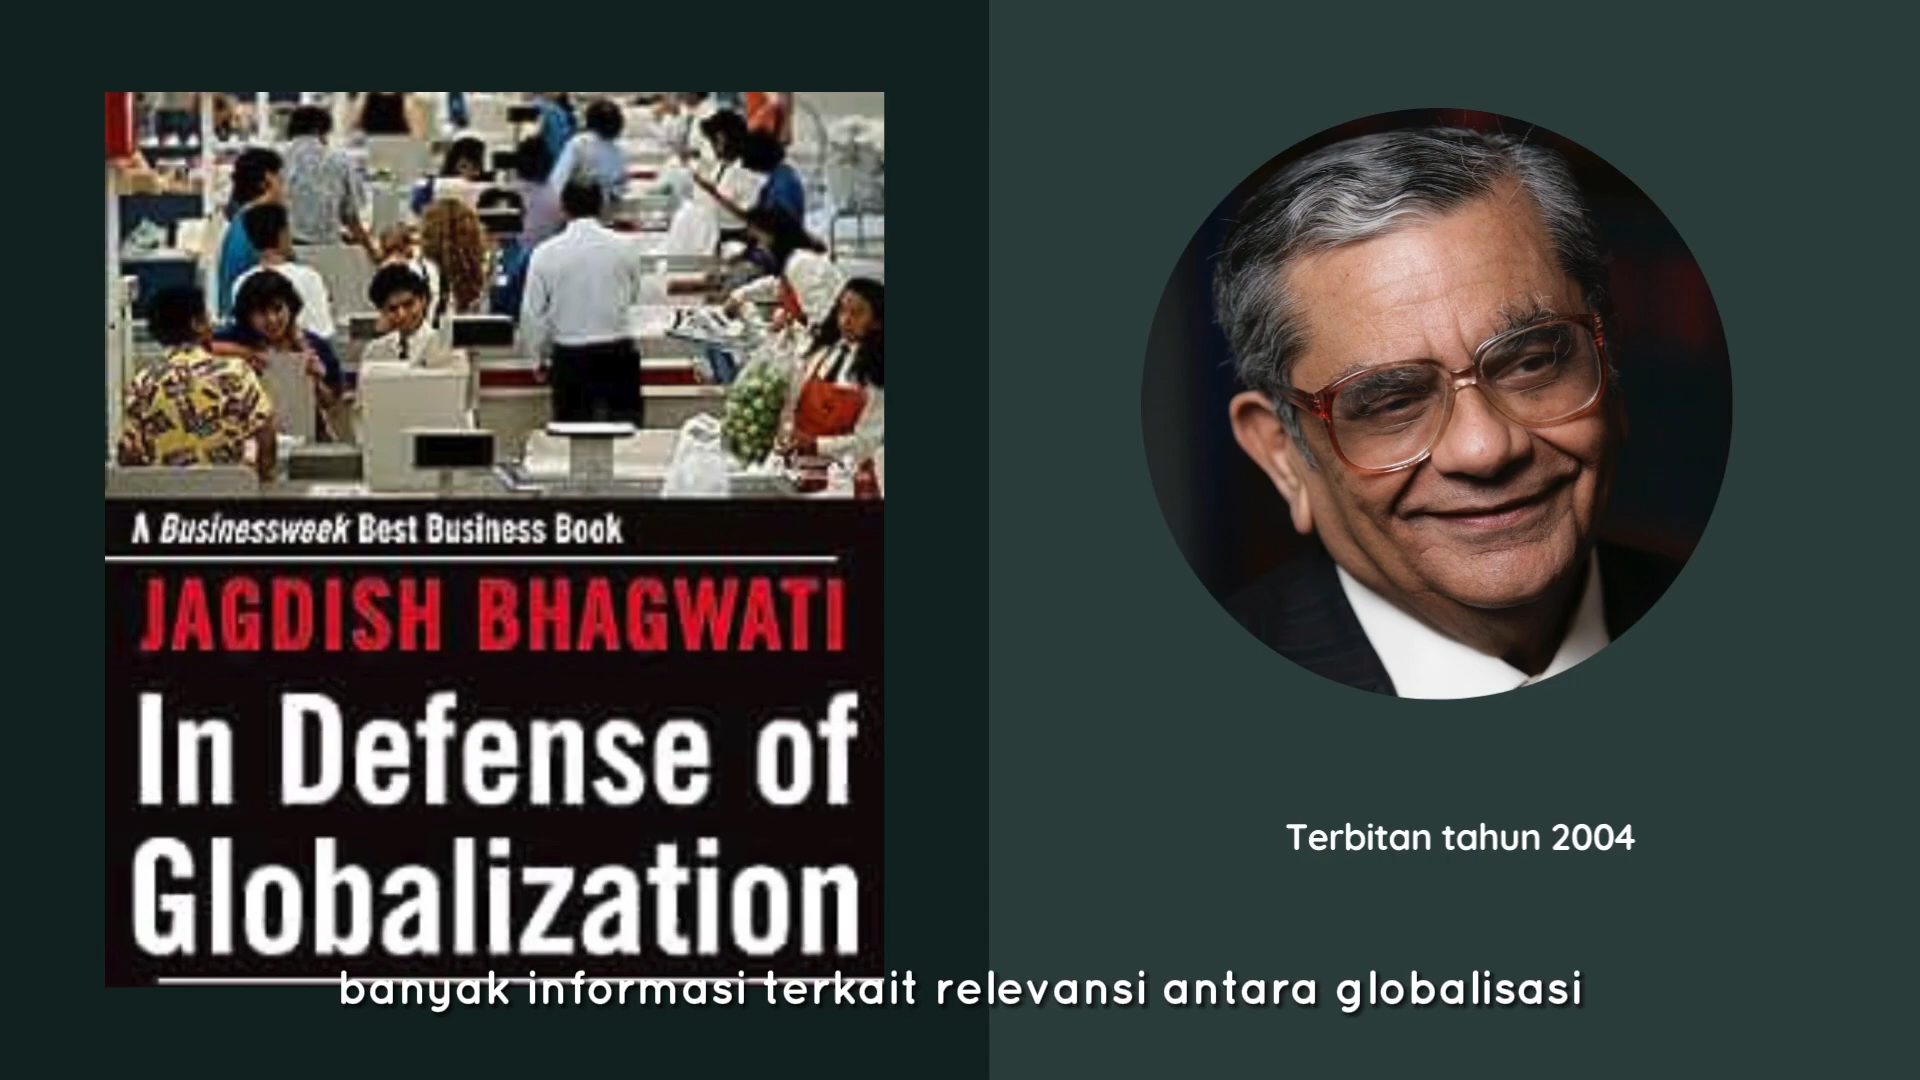 A Businessweek Best Business Book
JAGDISH BHAGWATI
In Defense of
Globalization
Terbitan tahun 2004
banyak informasi terkait relevansi antara globalisasi